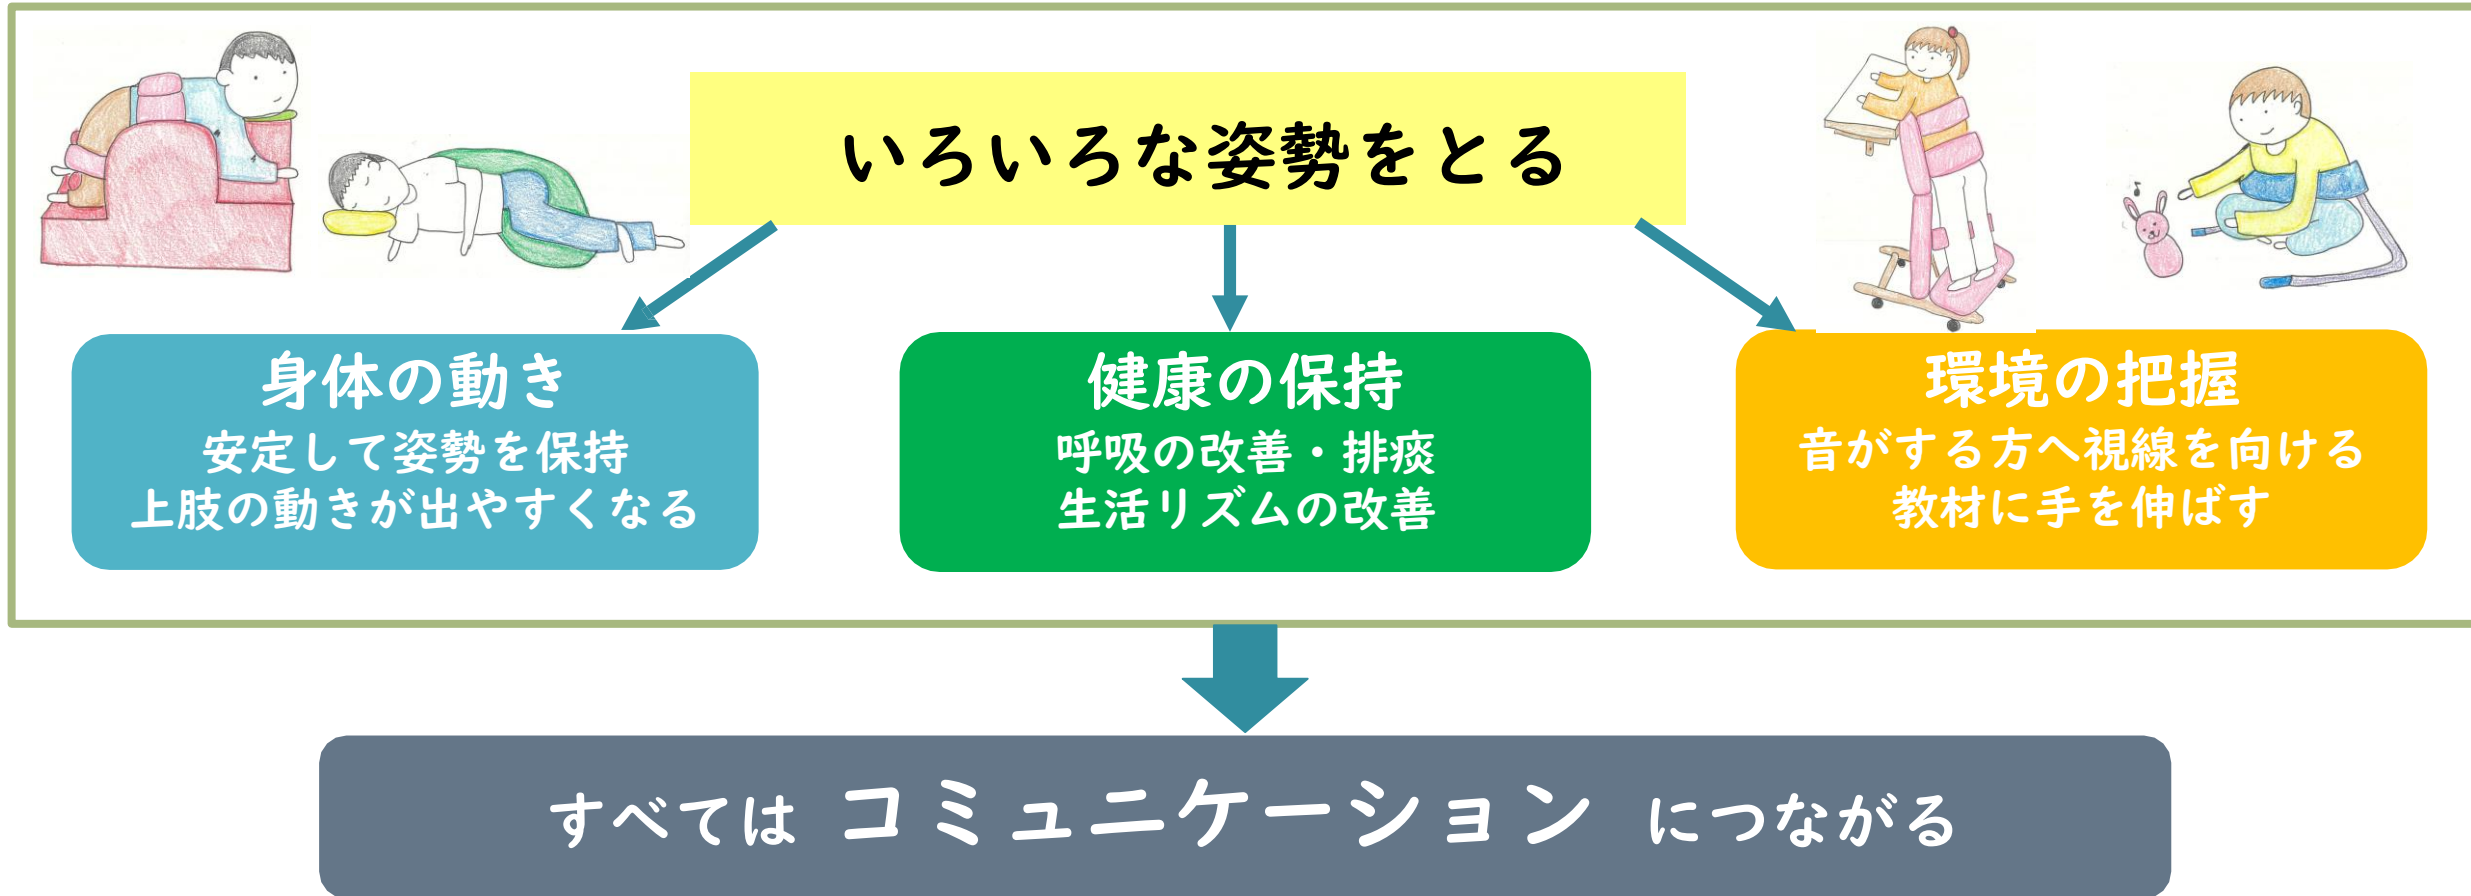 いろいろな姿勢をとる
身体の動き
安定して姿勢を保持
上肢の動きが出やすくなる
健康の保持
呼吸の改善・排痰
生活リズムの改善
環境の把握
音がする方へ視線を向ける
教材に手を伸ばす
すべては コミュニケーション につながる